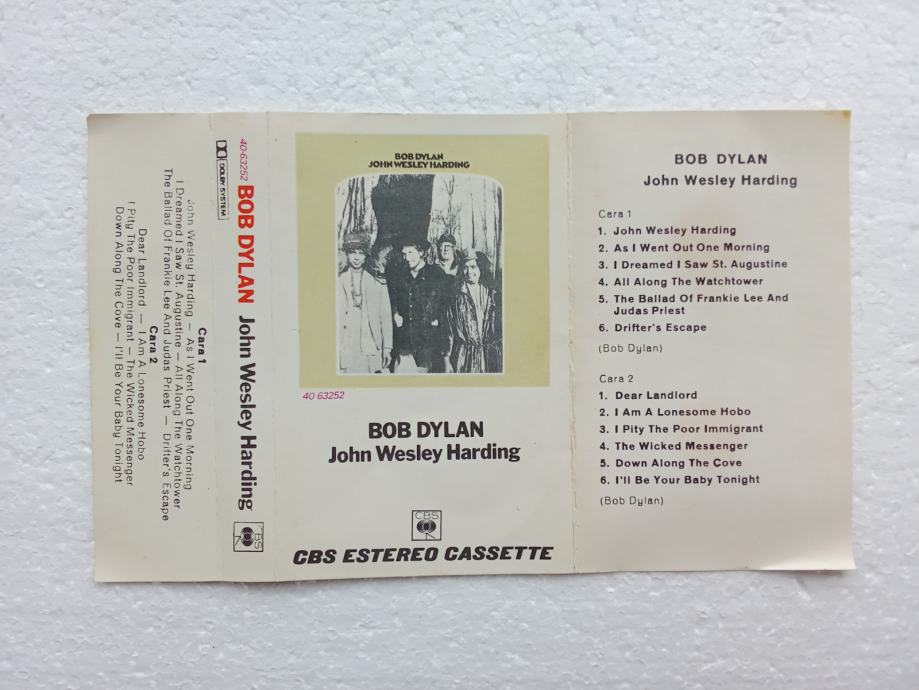 Cara 1
John Wesley Harding — As I Went Out One Morning
I Dreamed I Saw St. Augustine — All Along The Watchtower
The Ballad Of Frankie Lee And Judas Priest — Drifter's Escape
Cara 2
Dear Landlord — I Am A Lonesome Hobo
I Pity The Poor Immigrant — The Wicked Messenger
Down Along The Cove — I'll Be Your Baby Tonight
DOLBY SYSTEM
40-63252
BOB DYLAN John Wesley Harding
CBS
BOB DYLAN
JOHN WESLEY HARDING
40 63252
BOB DYLAN
John Wesley Harding
CBS
CBS ESTEREO CASSETTE
BOB DYLAN
John Wesley Harding
Cara 1
1. John Wesley Harding
2. As I Went Out One Morning
3. I Dreamed I Saw St. Augustine
4. All Along The Watchtower
5. The Ballad Of Frankie Lee And
Judas Priest
6. Drifter's Escape
(Bob Dylan)
Cara 2
1. Dear Landlord
2. I Am A Lonesome Hobo
3. I Pity The Poor Immigrant
4. The Wicked Messenger
5. Down Along The Cove
6. I'll Be Your Baby Tonight
(Bob Dylan)